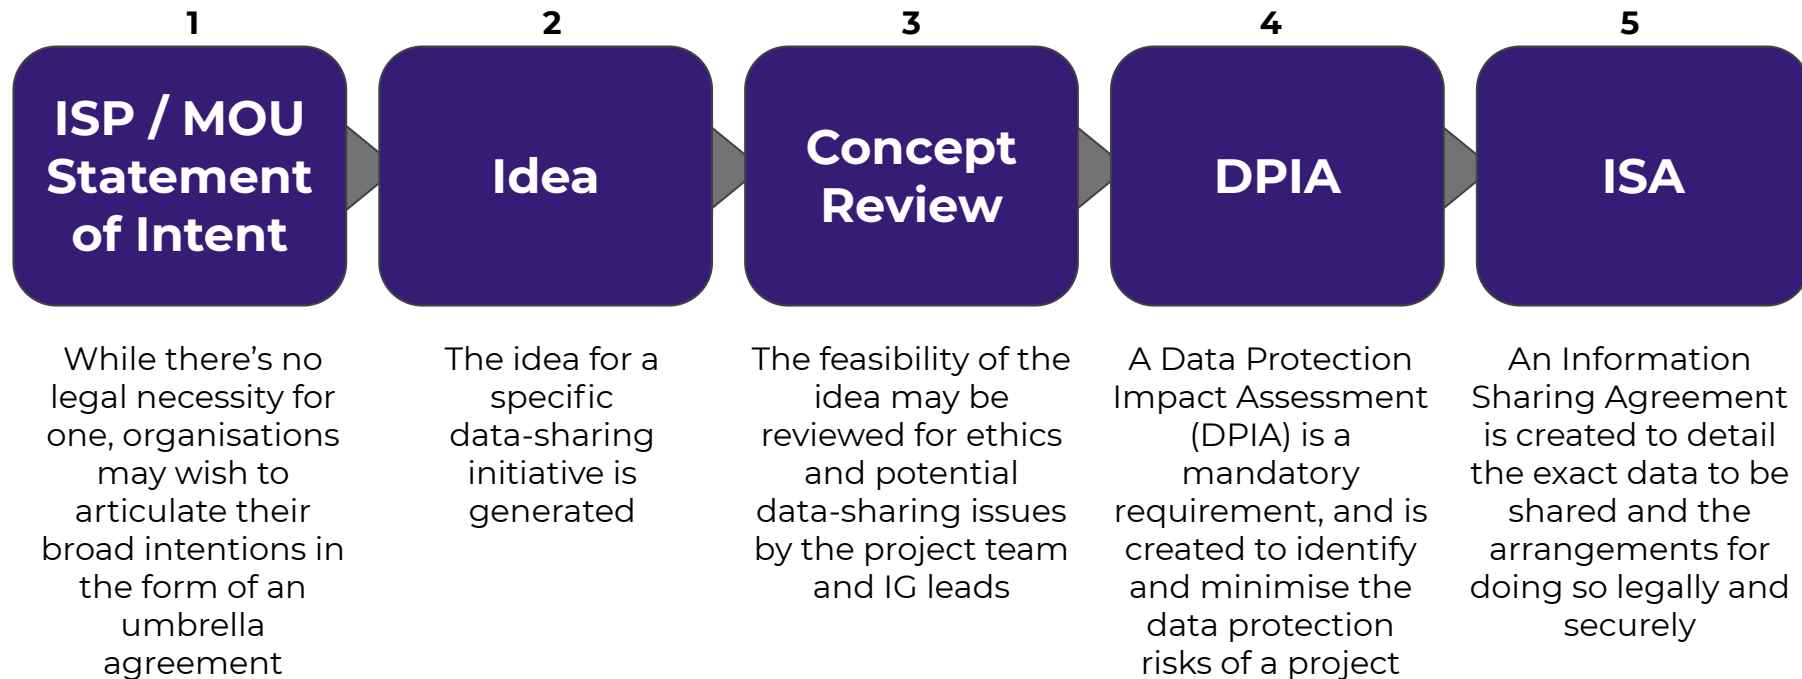 1
ISP / MOU
Statement
of Intent
While there’s no
legal necessity for
one, organisations
may wish to
articulate their
broad intentions in
the form of an
umbrella
agreement
2
Idea
The idea for a
specific
data-sharing
initiative is
generated
3
Concept
Review
The feasibility of the
idea may be
reviewed for ethics
and potential
data-sharing issues
by the project team
and IG leads
4
DPIA
A Data Protection
Impact Assessment
(DPIA) is a
mandatory
requirement, and is
created to identify
and minimise the
data protection
risks of a project
5
ISA
An Information
Sharing Agreement
is created to detail
the exact data to be
shared and the
arrangements for
doing so legally and
securely